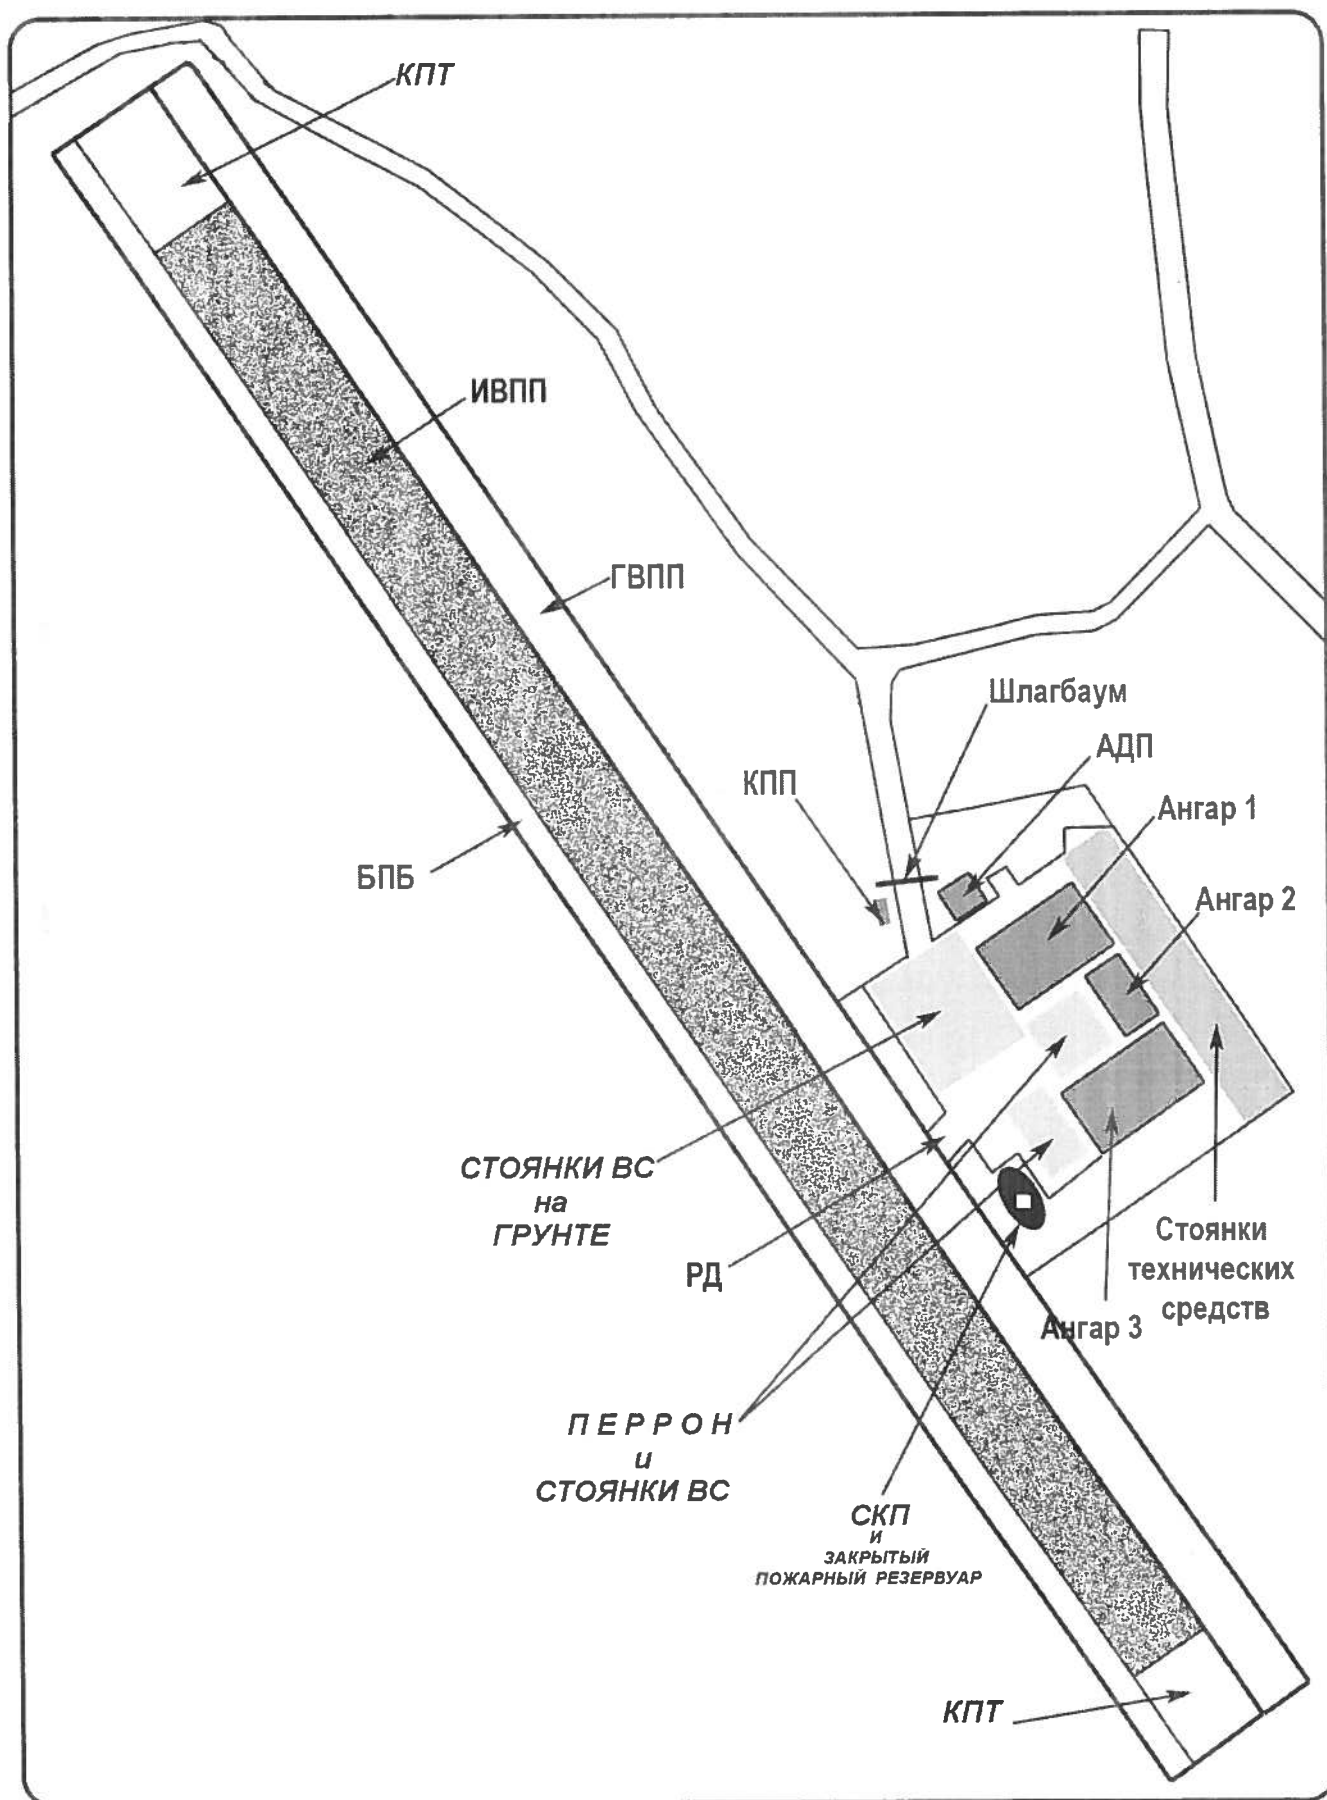 КПТ
ИВПП
ГВПП
Шлагбаум
АДП
КПП
Ангар 1
БПБ
Ангар 2
СТОЯНКИ ВС
на
ГРУНТЕ
РД
Стоянки
технических
средств
Ангар 3
ПЕРРОН
и
СТОЯНКИ ВС
СКП
И
ЗАКРЫТЫЙ
ПОЖАРНЫЙ РЕЗЕРВУАР
КПТ